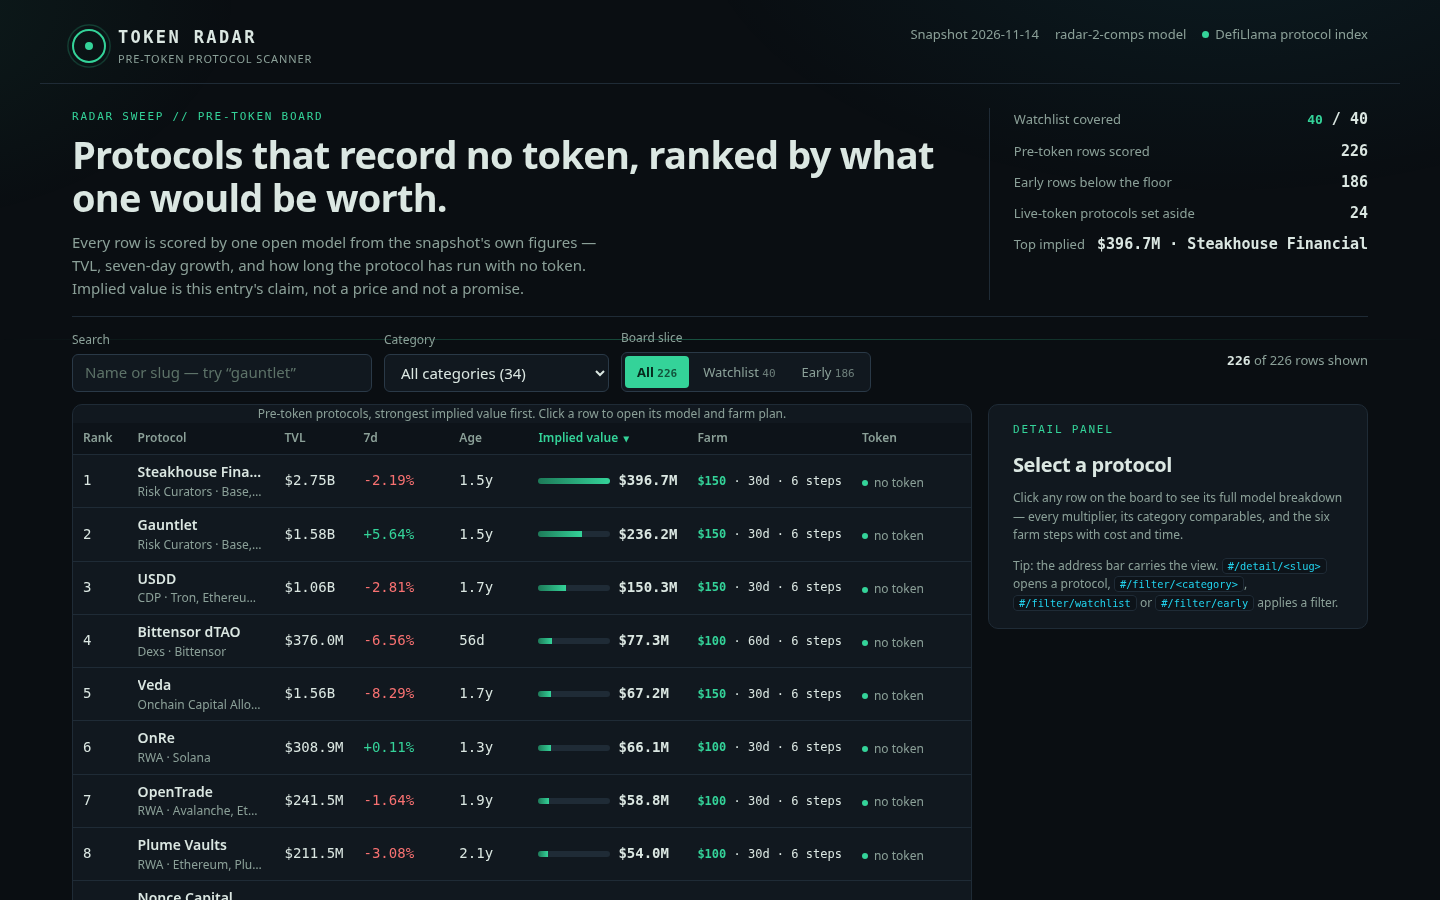 TOKEN RADAR
PRE-TOKEN PROTOCOL SCANNER
Snapshot 2026-11-14 radar-2-comps model DefiLlama protocol index
RADAR SWEEP // PRE-TOKEN BOARD
Protocols that record no token, ranked by what
one would be worth.
Every row is scored by one open model from the snapshot's own figures —
TVL, seven-day growth, and how long the protocol has run with no token.
Implied value is this entry's claim, not a price and not a promise.
Watchlist covered 40 / 40
Pre-token rows scored 226
Early rows below the floor 186
Live-token protocols set aside 24
Top implied $396.7M · Steakhouse Financial
Search
Name or slug — try “gauntlet”
Category
All categories (34)
Board slice
All 226 Watchlist 40 Early 186
226 of 226 rows shown
Pre-token protocols, strongest implied value first. Click a row to open its model and farm plan.
Rank Protocol TVL 7d Age Implied value ▼ Farm Token
1 Steakhouse Fina... $2.75B -2.19% 1.5y $396.7M $150 · 30d · 6 steps no token
Risk Curators · Base,...
2 Gauntlet $1.58B +5.64% 1.5y $236.2M $150 · 30d · 6 steps no token
Risk Curators · Base,...
3 USDD $1.06B -2.81% 1.7y $150.3M $150 · 30d · 6 steps no token
CDP · Tron, Ethereu...
4 Bittensor dTAO $376.0M -6.56% 56d $77.3M $100 · 60d · 6 steps no token
Dexs · Bittensor
5 Veda $1.56B -8.29% 1.7y $67.2M $150 · 30d · 6 steps no token
Onchain Capital Allo...
6 OnRe $308.9M +0.11% 1.3y $66.1M $100 · 30d · 6 steps no token
RWA · Solana
7 OpenTrade $241.5M -1.64% 1.9y $58.8M $100 · 30d · 6 steps no token
RWA · Avalanche, Et...
8 Plume Vaults $211.5M -3.08% 2.1y $54.0M $100 · 30d · 6 steps no token
RWA · Ethereum, Plu...
Nonce Capital
DETAIL PANEL
Select a protocol
Click any row on the board to see its full model breakdown
— every multiplier, its category comparables, and the six
farm steps with cost and time.
Tip: the address bar carries the view. #/detail/<slug>
opens a protocol, #/filter/<category>,
#/filter/watchlist or #/filter/early applies a filter.